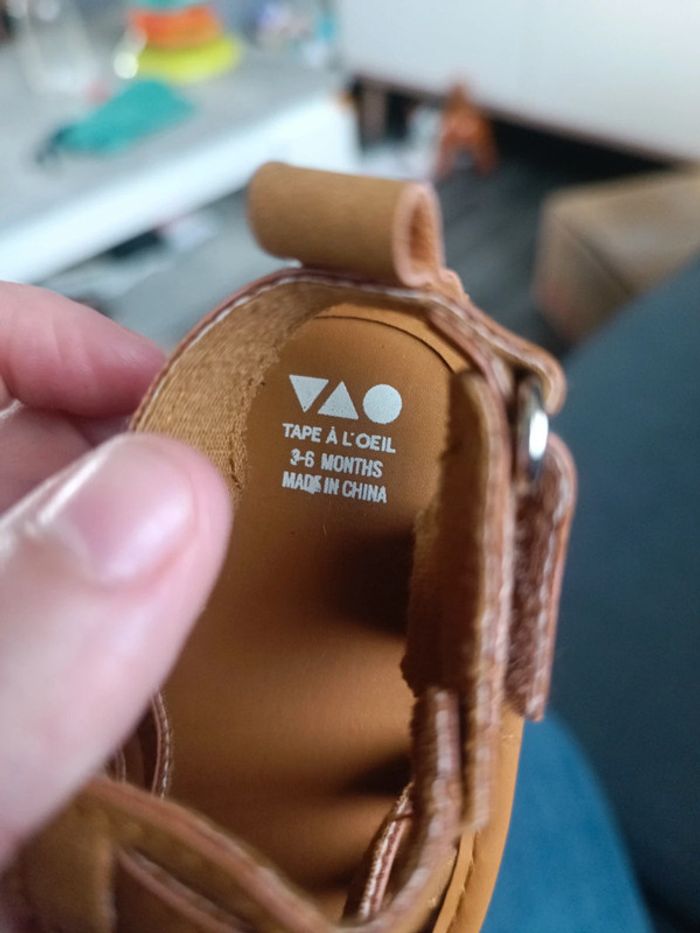 TAPE À L'OEIL
3-6 MONTHS
MADE IN CHINA